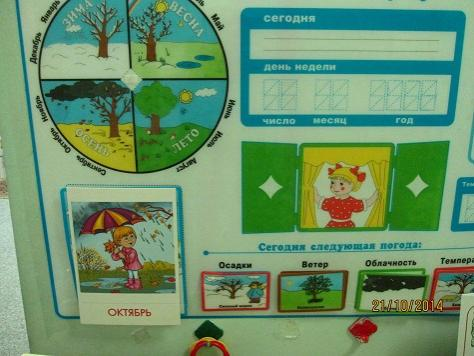 ЗИМА
ВЕСНА
ОСЕНЬ
ЛЕТО
Декабрь
Январь
Май
Июнь
Июль
Август
Сентябрь
Октябрь
Ноябрь
сегодня
день недели
число месяц год
Сегодня следующая погода:
Осадки Ветер Облачность
ОКТЯБРЬ
21/10/2014